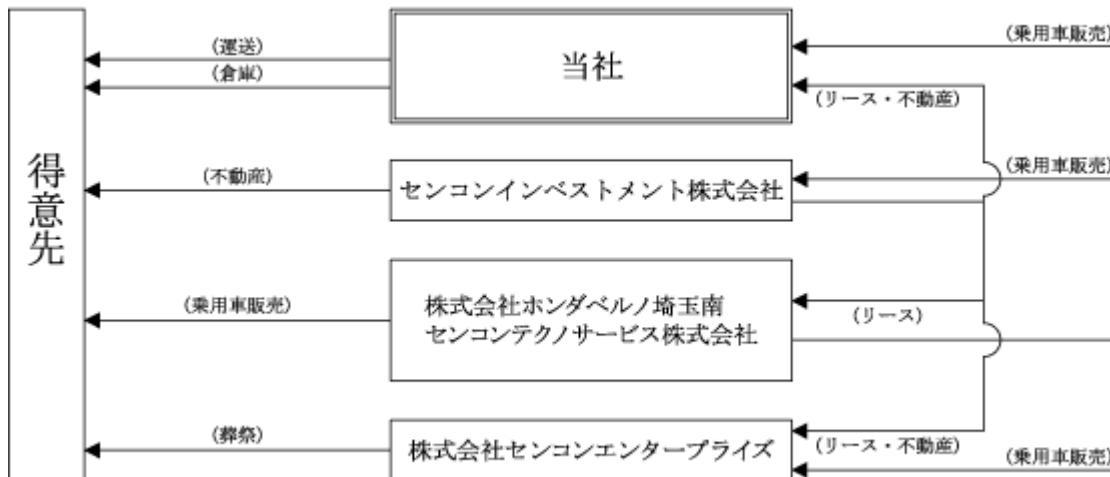 (乗用車販売)
(運送)
当社
(倉庫)
(リース・不動産)
得意先
(乗用車販売)
(不動産)
センコンインベストメント株式会社
(乗用車販売)
株式会社ホンダベルノ埼玉南
(リース)
センコンテクノサービス株式会社
(葬祭)
株式会社センコンエンタープライズ
(リース・不動産)
(乗用車販売)